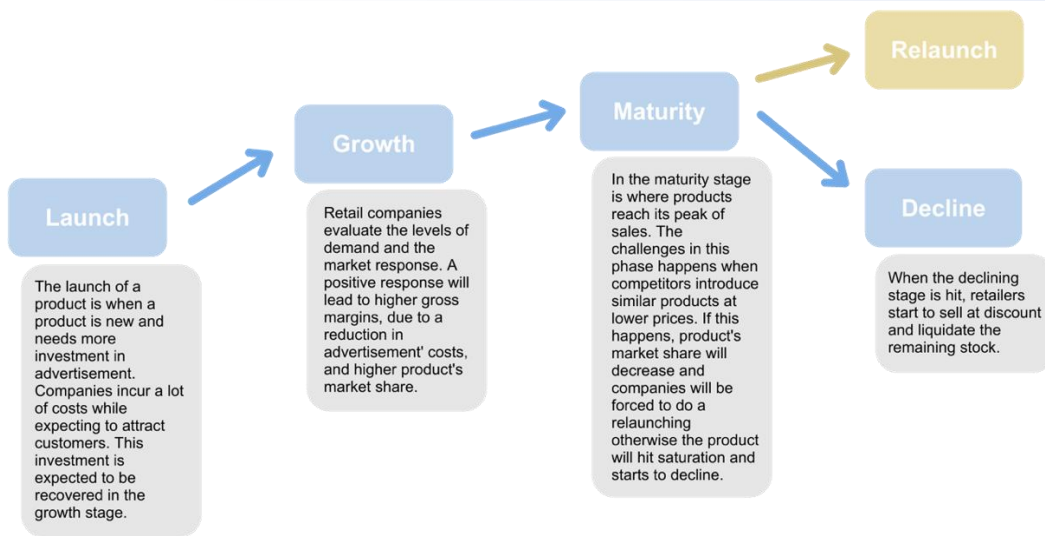 Launch
The launch of a
product is when a
product is new and
needs more
investment in
advertisement.
Companies incur a lot
of costs while
expecting to attract
customers. This
investment is
expected to be
recovered in the
growth stage.
Growth
Retail companies
evaluate the levels of
demand and the
market response. A
positive response will
lead to higher gross
margins, due to a
reduction in
advertisement' costs,
and higher product's
market share.
Maturity
In the maturity stage
is where products
reach its peak of
sales. The
challenges in this
phase happens when
competitors introduce
similar products at
lower prices. If this
happens, product's
market share will
decrease and
companies will be
forced to do a
relaunching
otherwise the product
will hit saturation and
starts to decline.
Relaunch
Decline
When the declining
stage is hit, retailers
start to sell at discount
and liquidate the
remaining stock.